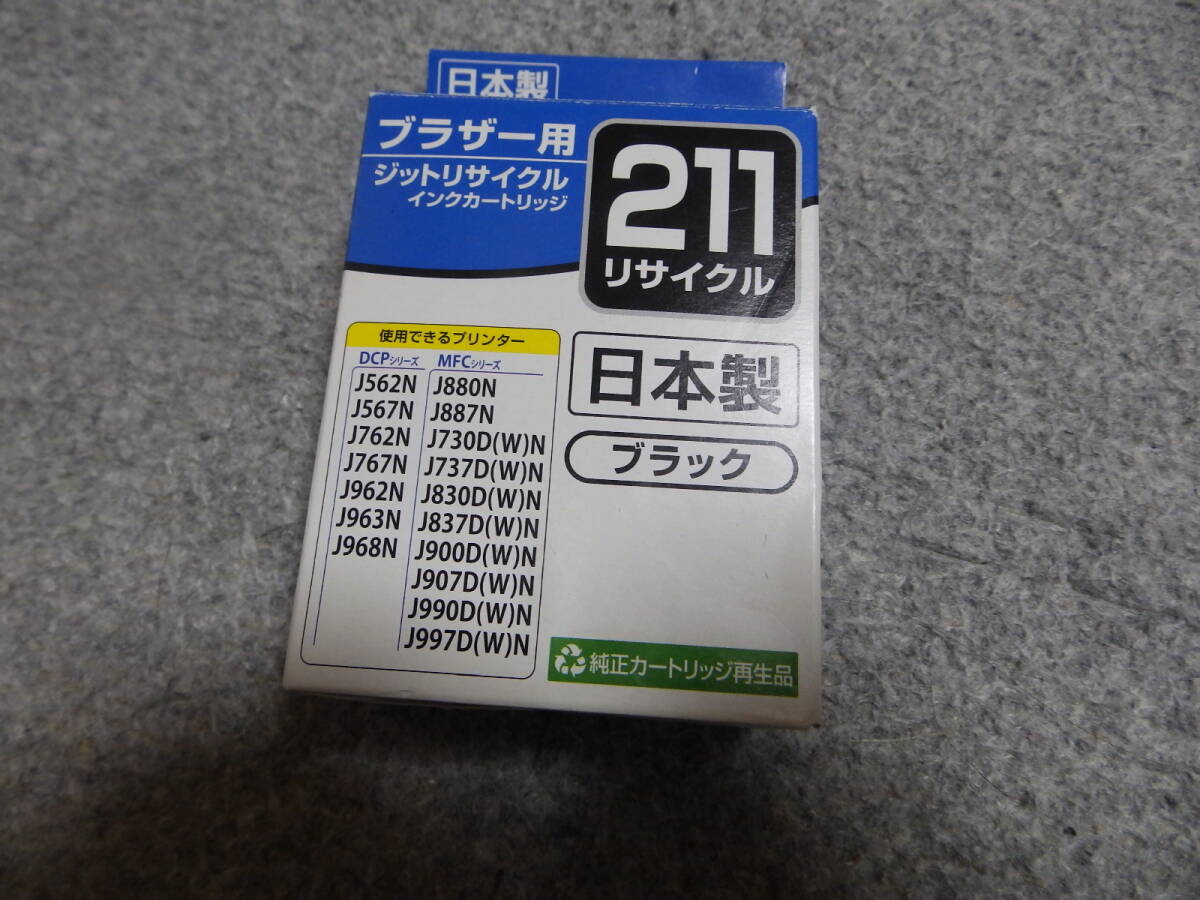 日本製
ブラザー用
ジットリサイクル
インクカートリッジ
211
リサイクル
使用できるプリンター
DCPシリーズ MFCシリーズ
J562N J880N
J567N J887N
J762N J730D(W)N
J767N J737D(W)N
J962N J830D(W)N
J963N J837D(W)N
J968N J900D(W)N
J907D(W)N
J990D(W)N
J997D(W)N
日本製
ブラック
純正カートリッジ再生品